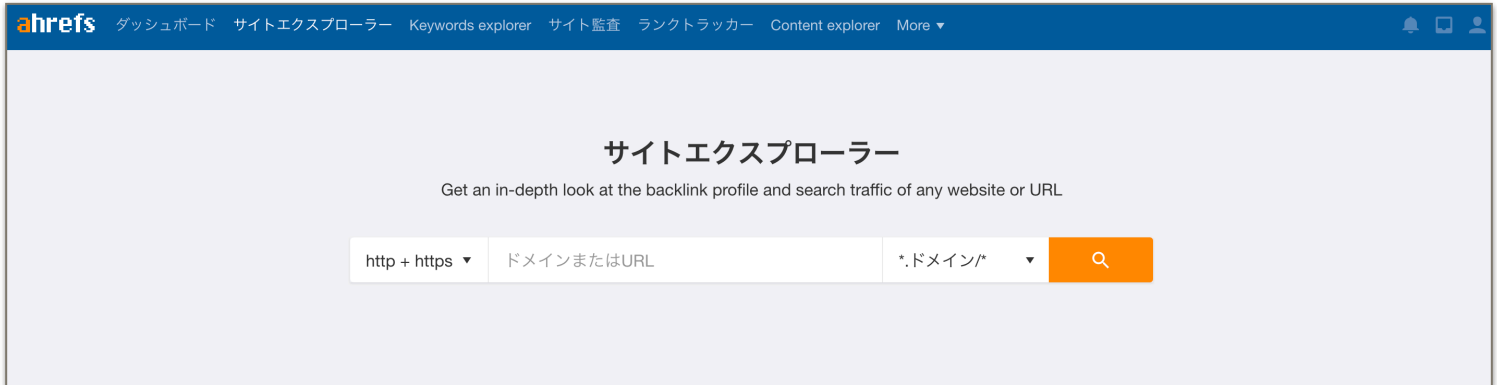 ahrefs ダッシュボード サイトエクスプローラー Keywords explorer サイト監査 ランクトラッカー Content explorer More ▼
サイトエクスプローラー
Get an in-depth look at the backlink profile and search traffic of any website or URL
http + https ▼ ドメインまたはURL *.ドメイン/* ▼